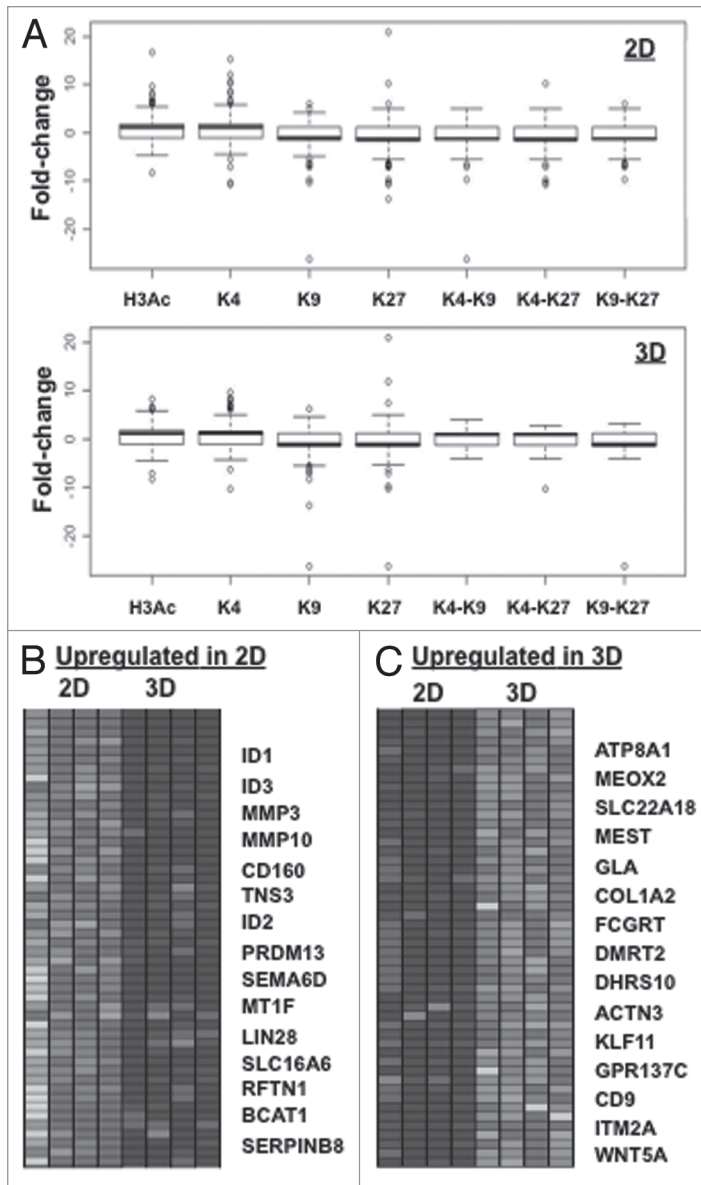 A
2D
Fold-change
20
10
0
-10
-20
H3Ac K4 K9 K27 K4-K9 K4-K27 K9-K27
3D
Fold-change
20
10
0
-10
-20
H3Ac K4 K9 K27 K4-K9 K4-K27 K9-K27
B Upregulated in 2D
2D 3D
ID1
ID3
MMP3
MMP10
CD160
TNS3
ID2
PRDM13
SEMA6D
MT1F
LIN28
SLC16A6
RFTN1
BCAT1
SERPINB8
C Upregulated in 3D
2D 3D
ATP8A1
MEOX2
SLC22A18
MEST
GLA
COL1A2
FCGRT
DMRT2
DHRS10
ACTN3
KLF11
GPR137C
CD9
ITM2A
WNT5A